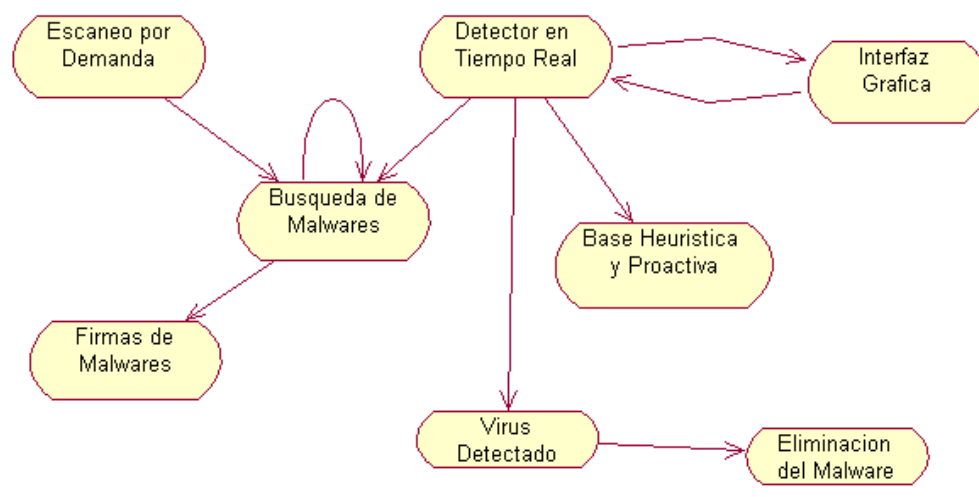 Escaneo por
Demanda
Detector en
Tiempo Real
Interfaz
Grafica
Busqueda de
Malwares
Base Heuristica
y Proactiva
Firmas de
Malwares
Virus
Detectado
Eliminacion
del Malware